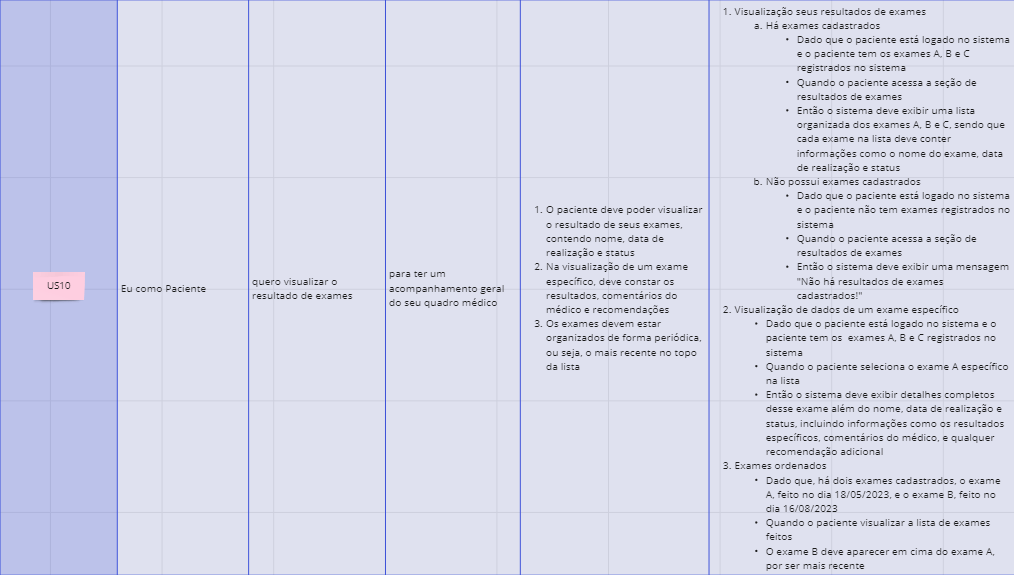 US10
Eu como Paciente
quero visualizar o
resultado de exames
para ter um
acompanhamento geral
do seu quadro médico
1. O paciente deve poder visualizar
o resultado de seus exames,
contendo nome, data de
realização e status
2. Na visualização de um exame
específico, deve constar os
resultados, comentários do
médico e recomendações
3. Os exames devem estar
organizados de forma periódica,
ou seja, o mais recente no topo
da lista
1. Visualização seus resultados de exames
a. Há exames cadastrados
• Dado que o paciente está logado no sistema
e o paciente tem os exames A, B e C
registrados no sistema
• Quando o paciente acessa a seção de
resultados de exames
• Então o sistema deve exibir uma lista
organizada dos exames A, B e C, sendo que
cada exame na lista deve conter
informações como o nome do exame, data
de realização e status
b. Não possui exames cadastrados
• Dado que o paciente está logado no sistema
e o paciente não tem exames registrados no
sistema
• Quando o paciente acessa a seção de
resultados de exames
• Então o sistema deve exibir uma mensagem
"Não há resultados de exames
cadastrados!"
2. Visualização de dados de um exame específico
• Dado que o paciente está logado no sistema e o
paciente tem os exames A, B e C registrados no
sistema
• Quando o paciente seleciona o exame A específico
na lista
• Então o sistema deve exibir detalhes completos
desse exame além do nome, data de realização e
status, incluindo informações como os resultados
específicos, comentários do médico, e qualquer
recomendação adicional
3. Exames ordenados
• Dado que, há dois exames cadastrados, o exame
A, feito no dia 18/05/2023, e o exame B, feito no
dia 16/08/2023
• Quando o paciente visualizar a lista de exames
feitos
• O exame B deve aparecer em cima do exame A,
por ser mais recente